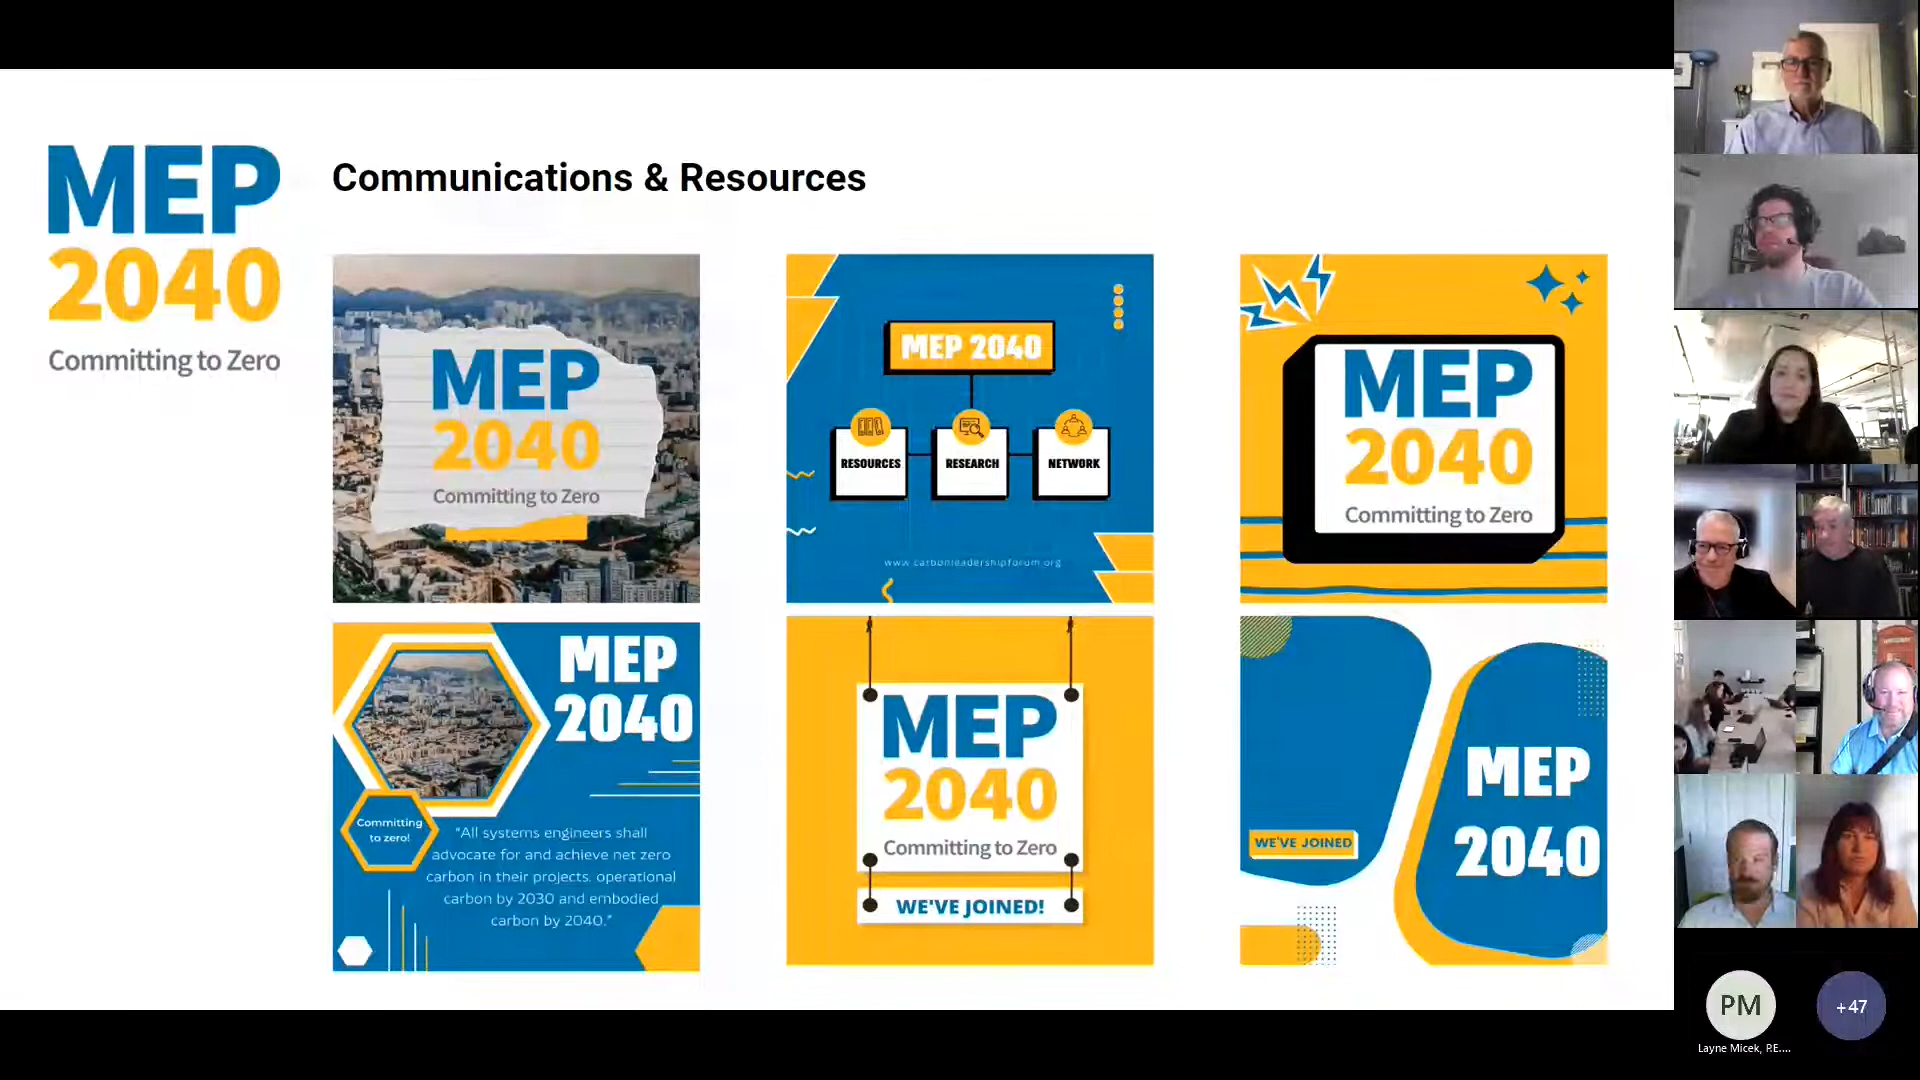 MEP
2040
Committing to Zero
Communications & Resources
MEP
2040
Committing to Zero
MEP 2040
RESOURCES
RESEARCH
NETWORK
www.carbonleadershipforum.org
MEP
2040
Committing to Zero
MEP
2040
Committing
to zero!
"All systems engineers shall
advocate for and achieve net zero
carbon in their projects. operational
carbon by 2030 and embodied
carbon by 2040."
MEP
2040
Committing to Zero
WE'VE JOINED!
WE'VE JOINED
MEP
2040
PM
Layne Micek, P.E....
+47